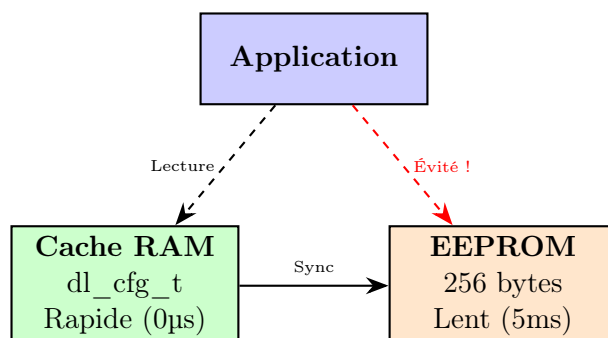 Application
Lecture
Évité !
Cache RAM
dl_cfg_t
Rapide (0µs)
Sync
EEPROM
256 bytes
Lent (5ms)